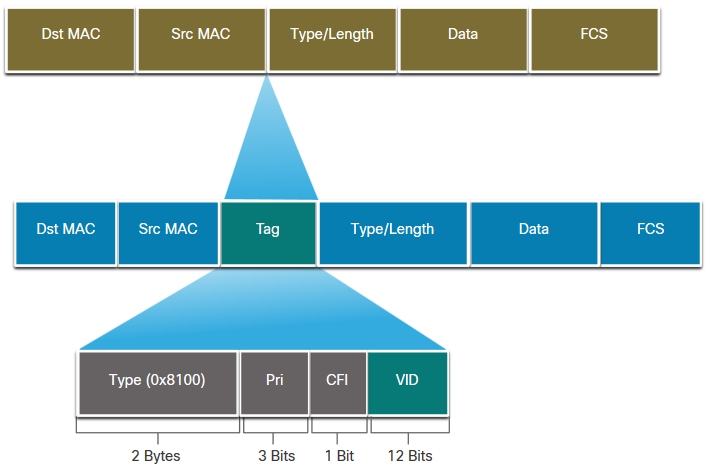 Dst MAC Src MAC Type/Length Data FCS
Dst MAC Src MAC Tag Type/Length Data FCS
Type (0x8100) Pri CFI VID
2 Bytes 3 Bits 1 Bit 12 Bits